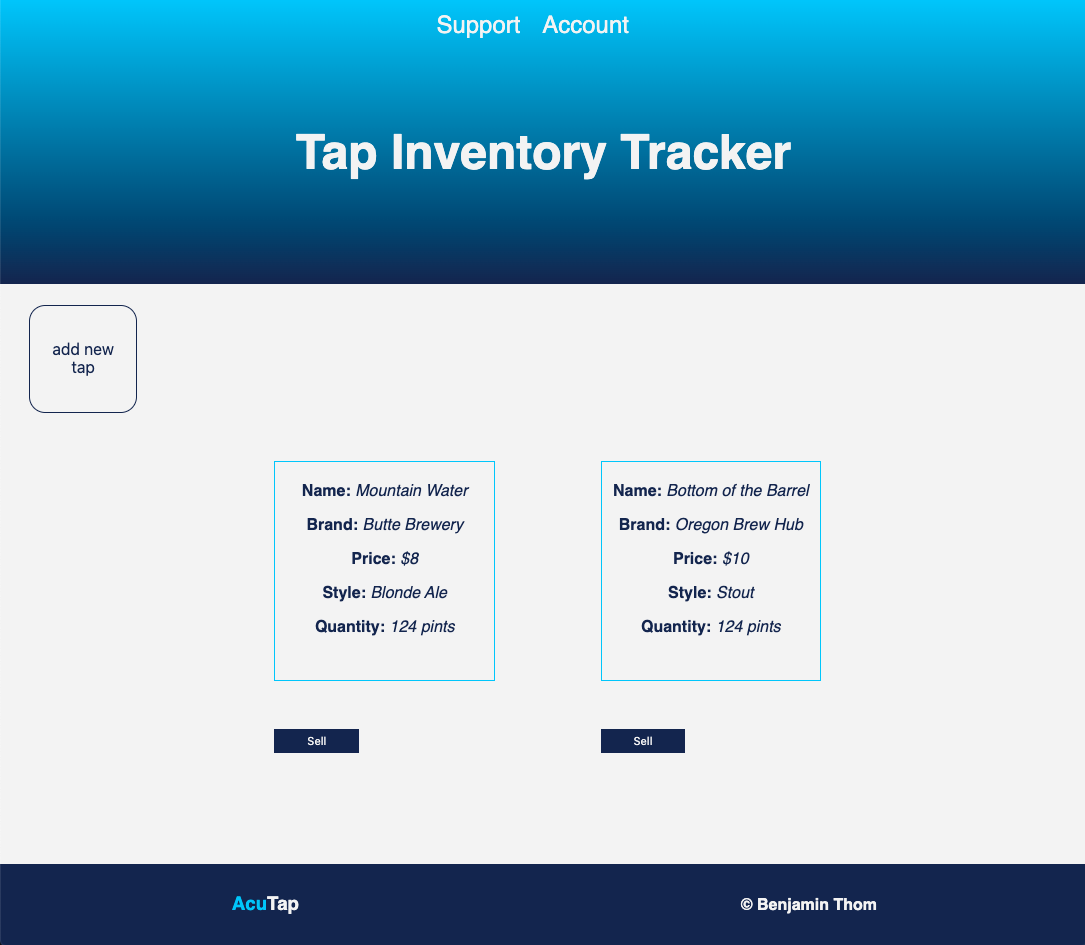 Support Account
Tap Inventory Tracker
add new
tap
Name: Mountain Water
Brand: Butte Brewery
Price: $8
Style: Blonde Ale
Quantity: 124 pints
Sell
Name: Bottom of the Barrel
Brand: Oregon Brew Hub
Price: $10
Style: Stout
Quantity: 124 pints
Sell
AcuTap
© Benjamin Thom